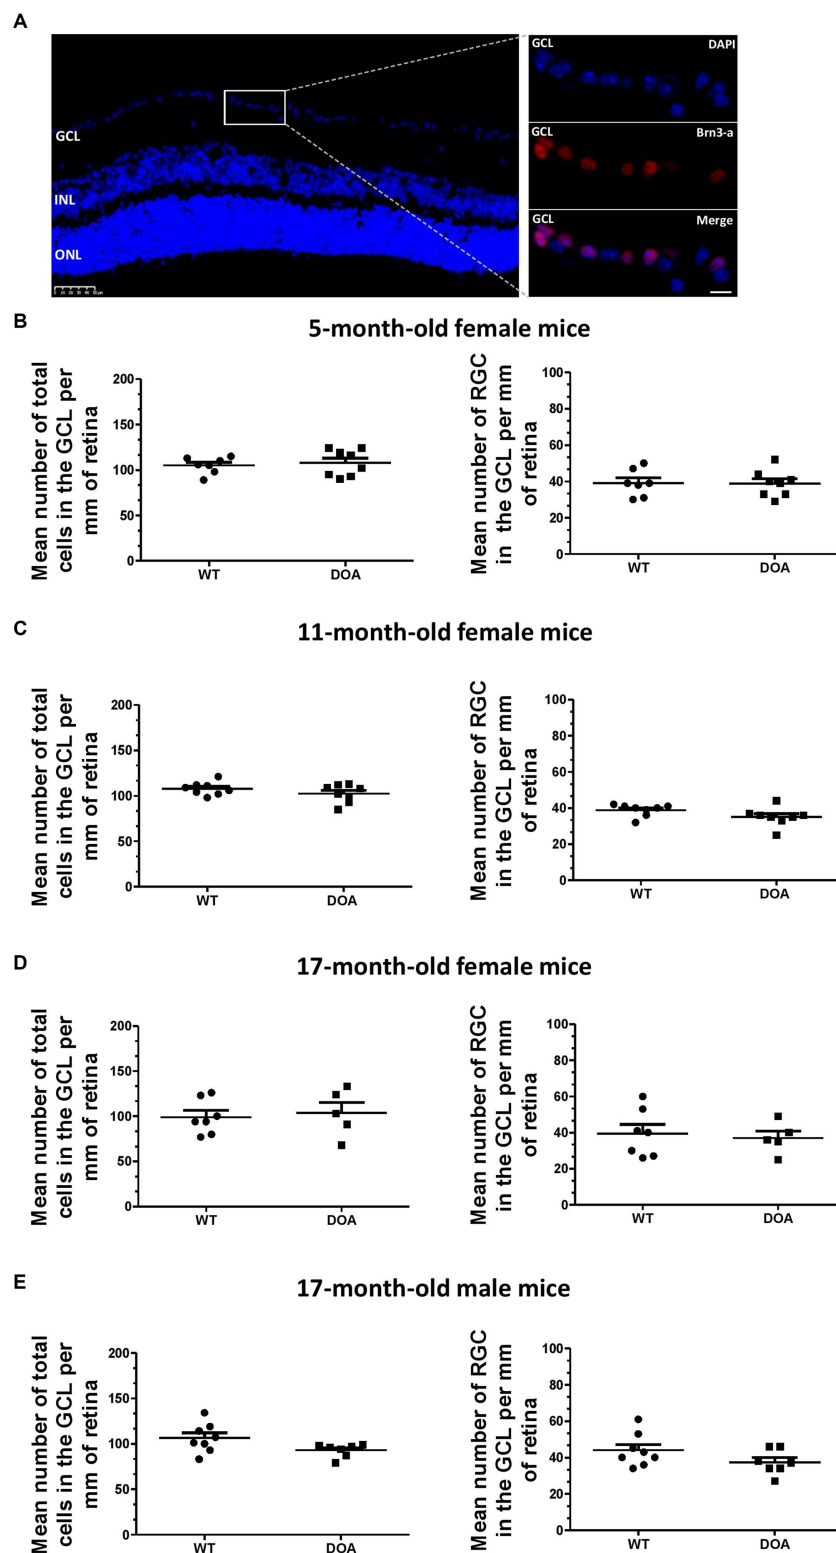 A
GCL
INL
ONL
0 10 20 30 40 50 µm
GCL
DAPI
GCL
Brn3-a
GCL
Merge
B
5-month-old female mice
Mean number of total
cells in the GCL per
mm of retina
200
150
100
50
0
WT
DOA
Mean number of RGC
in the GCL per mm
of retina
100
80
60
40
20
0
WT
DOA
C
11-month-old female mice
Mean number of total
cells in the GCL per
mm of retina
200
150
100
50
0
WT
DOA
Mean number of RGC
in the GCL per mm
of retina
100
80
60
40
20
0
WT
DOA
D
17-month-old female mice
Mean number of total
cells in the GCL per
mm of retina
200
150
100
50
0
WT
DOA
Mean number of RGC
in the GCL per mm
of retina
100
80
60
40
20
0
WT
DOA
E
17-month-old male mice
Mean number of total
cells in the GCL per
mm of retina
200
150
100
50
0
WT
DOA
Mean number of RGC
in the GCL per mm
of retina
100
80
60
40
20
0
WT
DOA